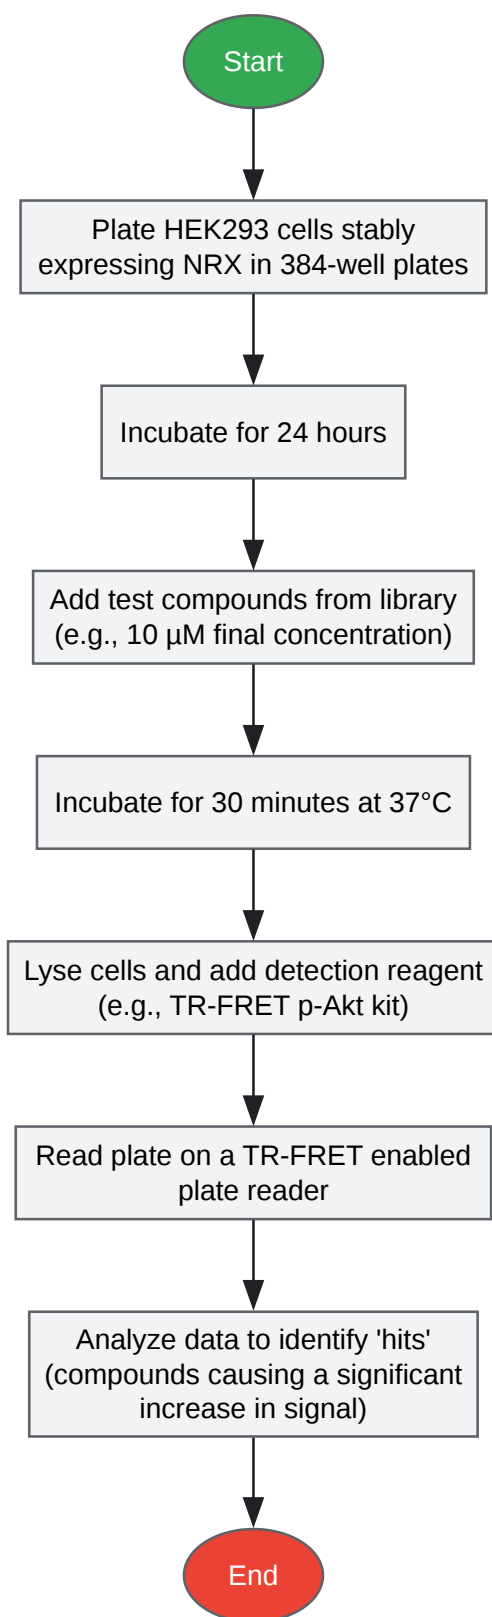 Start
Plate HEK293 cells stably
expressing NRX in 384-well plates
Incubate for 24 hours
Add test compounds from library
(e.g., 10 µM final concentration)
Incubate for 30 minutes at 37°C
Lyse cells and add detection reagent
(e.g., TR-FRET p-Akt kit)
Read plate on a TR-FRET enabled
plate reader
Analyze data to identify 'hits'
(compounds causing a significant
increase in signal)
End